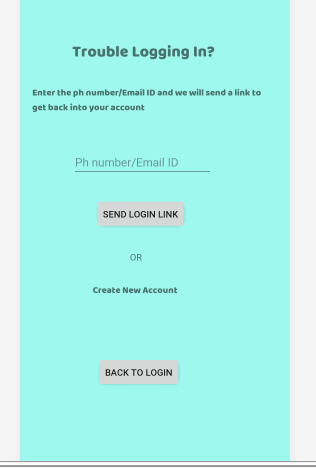 Trouble Logging In?
Enter the ph number/Email ID and we will send a link to
get back into your account
Ph number/Email ID
SEND LOGIN LINK
OR
Create New Account
BACK TO LOGIN